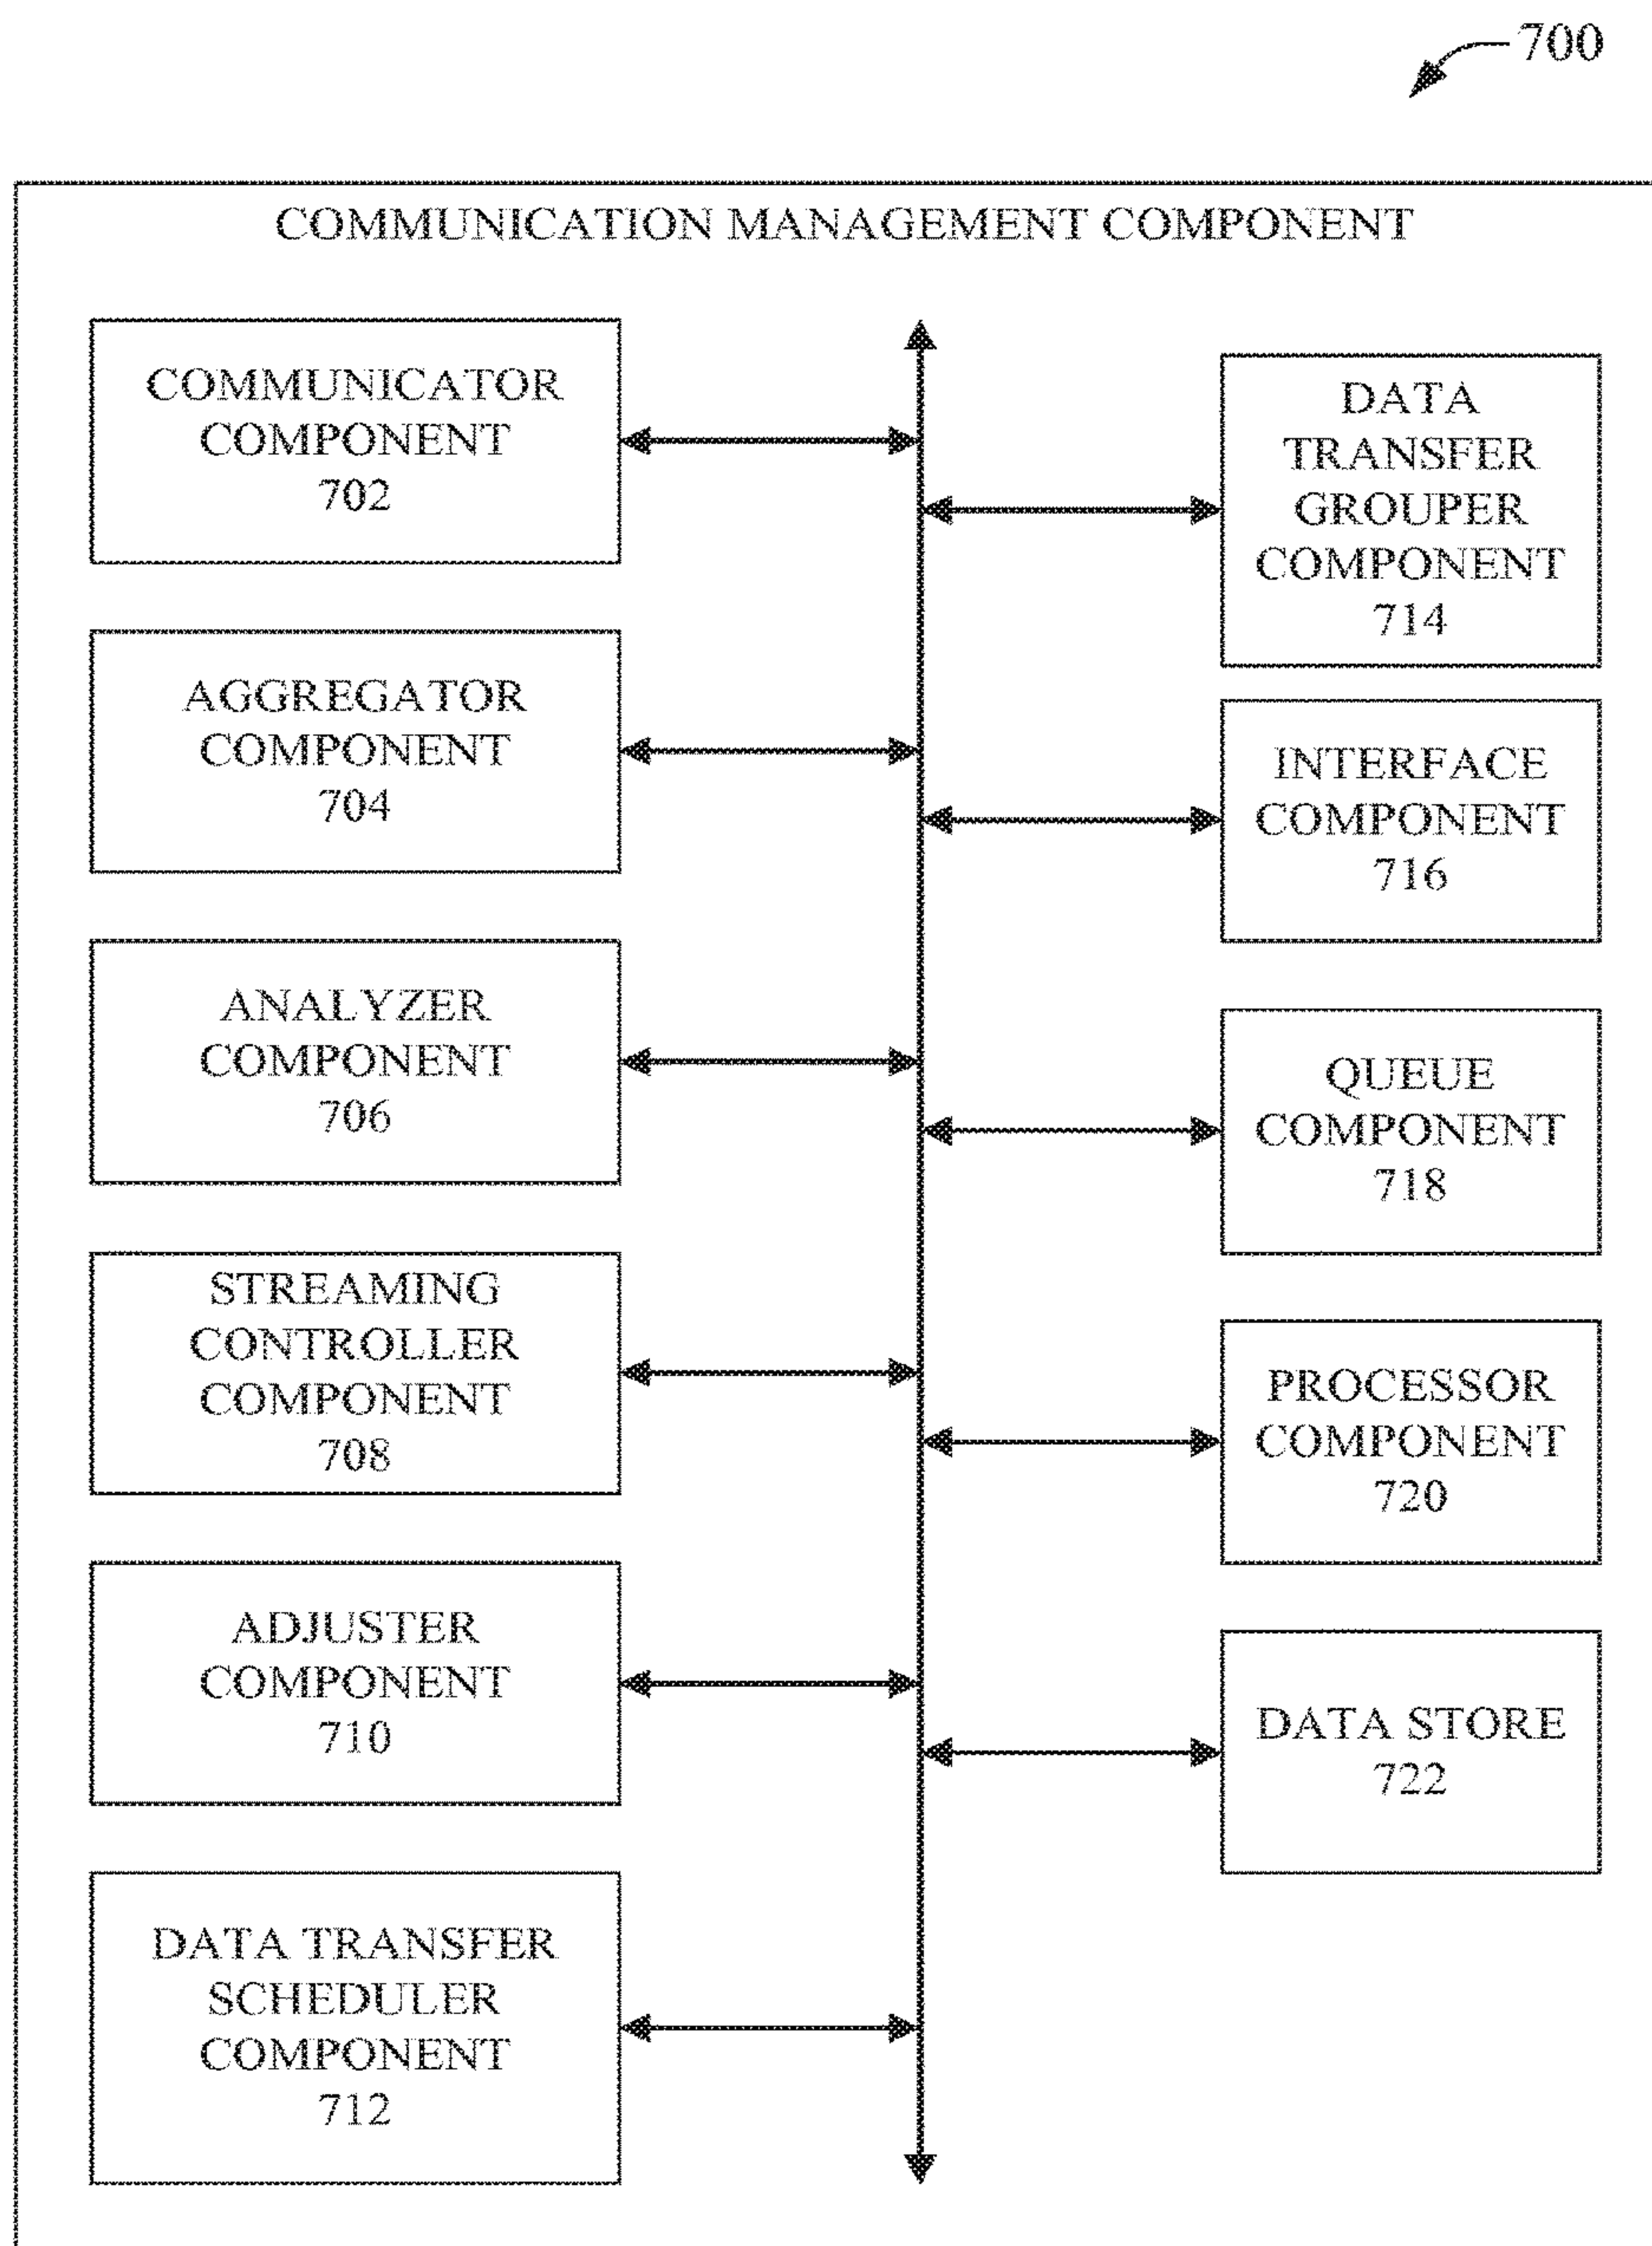 700
COMMUNICATION MANAGEMENT COMPONENT
COMMUNICATOR
COMPONENT
702
AGGREGATOR
COMPONENT
704
ANALYZER
COMPONENT
706
STREAMING
CONTROLLER
COMPONENT
708
ADJUSTER
COMPONENT
710
DATA TRANSFER
SCHEDULER
COMPONENT
712
DATA
TRANSFER
GROUPER
COMPONENT
714
INTERFACE
COMPONENT
716
QUEUE
COMPONENT
718
PROCESSOR
COMPONENT
720
DATA STORE
722